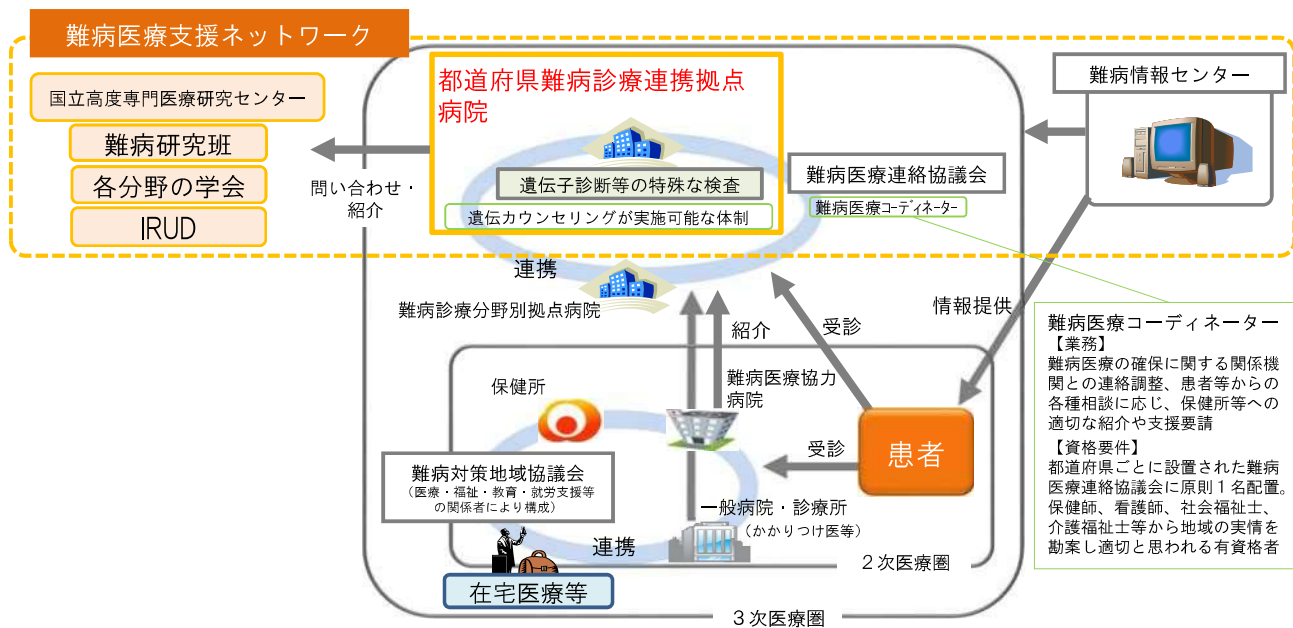 難病医療支援ネットワーク
国立高度専門医療研究センター
難病研究班
各分野の学会
IRUD
問い合わせ・
紹介
都道府県難病診療連携拠点
病院
遺伝子診断等の特殊な検査
遺伝カウンセリングが実施可能な体制
難病医療連絡協議会
難病医療コーディネーター
難病情報センター
連携
難病診療分野別拠点病院
紹介
受診
情報提供
難病医療コーディネーター
【業務】
難病医療の確保に関する関係機
関との連絡調整、患者等からの
各種相談に応じ、保健所等への
適切な紹介や支援要請
【資格要件】
都道府県ごとに設置された難病
医療連絡協議会に原則１名配置。
保健師、看護師、社会福祉士、
介護福祉士等から地域の実情を
勘案し適切と思われる有資格者
保健所
難病医療協力
病院
患者
受診
難病対策地域協議会
（医療・福祉・教育・就労支援等
の関係者により構成）
一般病院・診療所
（かかりつけ医等）
連携
２次医療圏
在宅医療等
３次医療圏